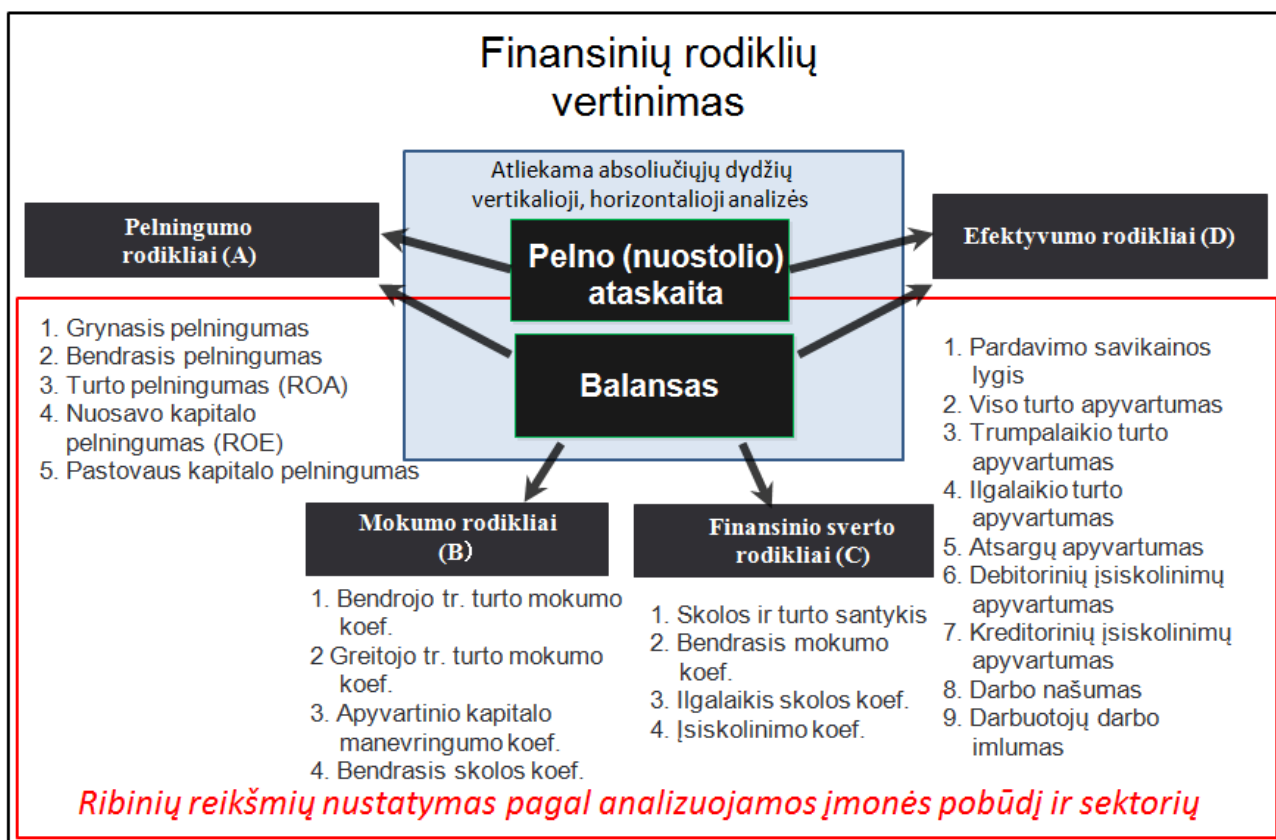 Finansinių rodiklių
vertinimas
Atliekama absoliučiųjų dydžių
vertikalioji, horizontalioji analizės
Pelningumo
rodikliai (A)
Pelno (nuostolio)
ataskaita
Efektyvumo rodikliai (D)
Balansas
1. Grynasis pelningumas
2. Bendrasis pelningumas
3. Turto pelningumas (ROA)
4. Nuosavo kapitalo
pelningumas (ROE)
5. Pastovaus kapitalo pelningumas
Mokumo rodikliai
(B)
1. Bendrojo tr. turto mokumo
koef.
2 Greitojo tr. turto mokumo
koef.
3. Apyvartinio kapitalo
manevringumo koef.
4. Bendrasis skolos koef.
Finansinio sverto
rodikliai (C)
1. Skolos ir turto santykis
2. Bendrasis mokumo
koef.
3. Ilgalaikis skolos koef.
4. Įsiskolinimo koef.
1. Pardavimo savikainos
lygis
2. Viso turto apyvartumas
3. Trumpalaikio turto
apyvartumas
4. Ilgalaikio turto
apyvartumas
5. Atsargų apyvartumas
6. Debitorinių įsiskolinimų
apyvartumas
7. Kreditorinių įsiskolinimų
apyvartumas
8. Darbo našumas
9. Darbuotojų darbo
imlumas
Ribinių reikšmių nustatymas pagal analizuojamos įmonės pobūdį ir sektorių